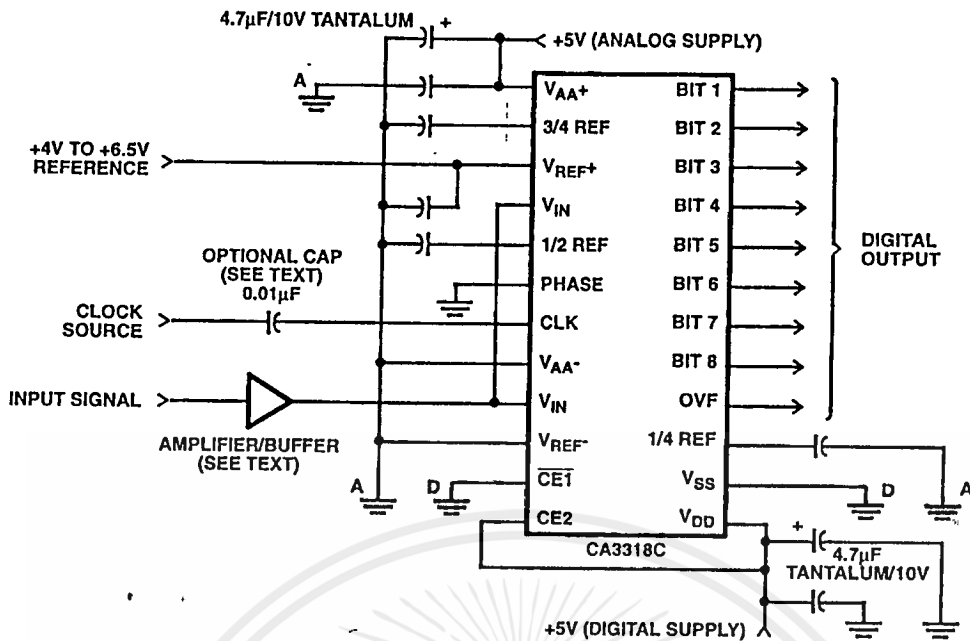 4.7µF/10V TANTALUM
+
+5V (ANALOG SUPPLY)
A
+4V TO +6.5V
REFERENCE
OPTIONAL CAP
(SEE TEXT)
0.01µF
CLOCK
SOURCE
INPUT SIGNAL
AMPLIFIER/BUFFER
(SEE TEXT)
A
D
VAA+
3/4 REF
VREF+
VIN
1/2 REF
PHASE
CLK
VAA-
VIN
VREF-
CE1
CE2
BIT 1
BIT 2
BIT 3
BIT 4
BIT 5
BIT 6
BIT 7
BIT 8
OVF
1/4 REF
VSS
VDD
CA3318C
DIGITAL
OUTPUT
D
A
+
4.7µF
TANTALUM/10V
+5V (DIGITAL SUPPLY)